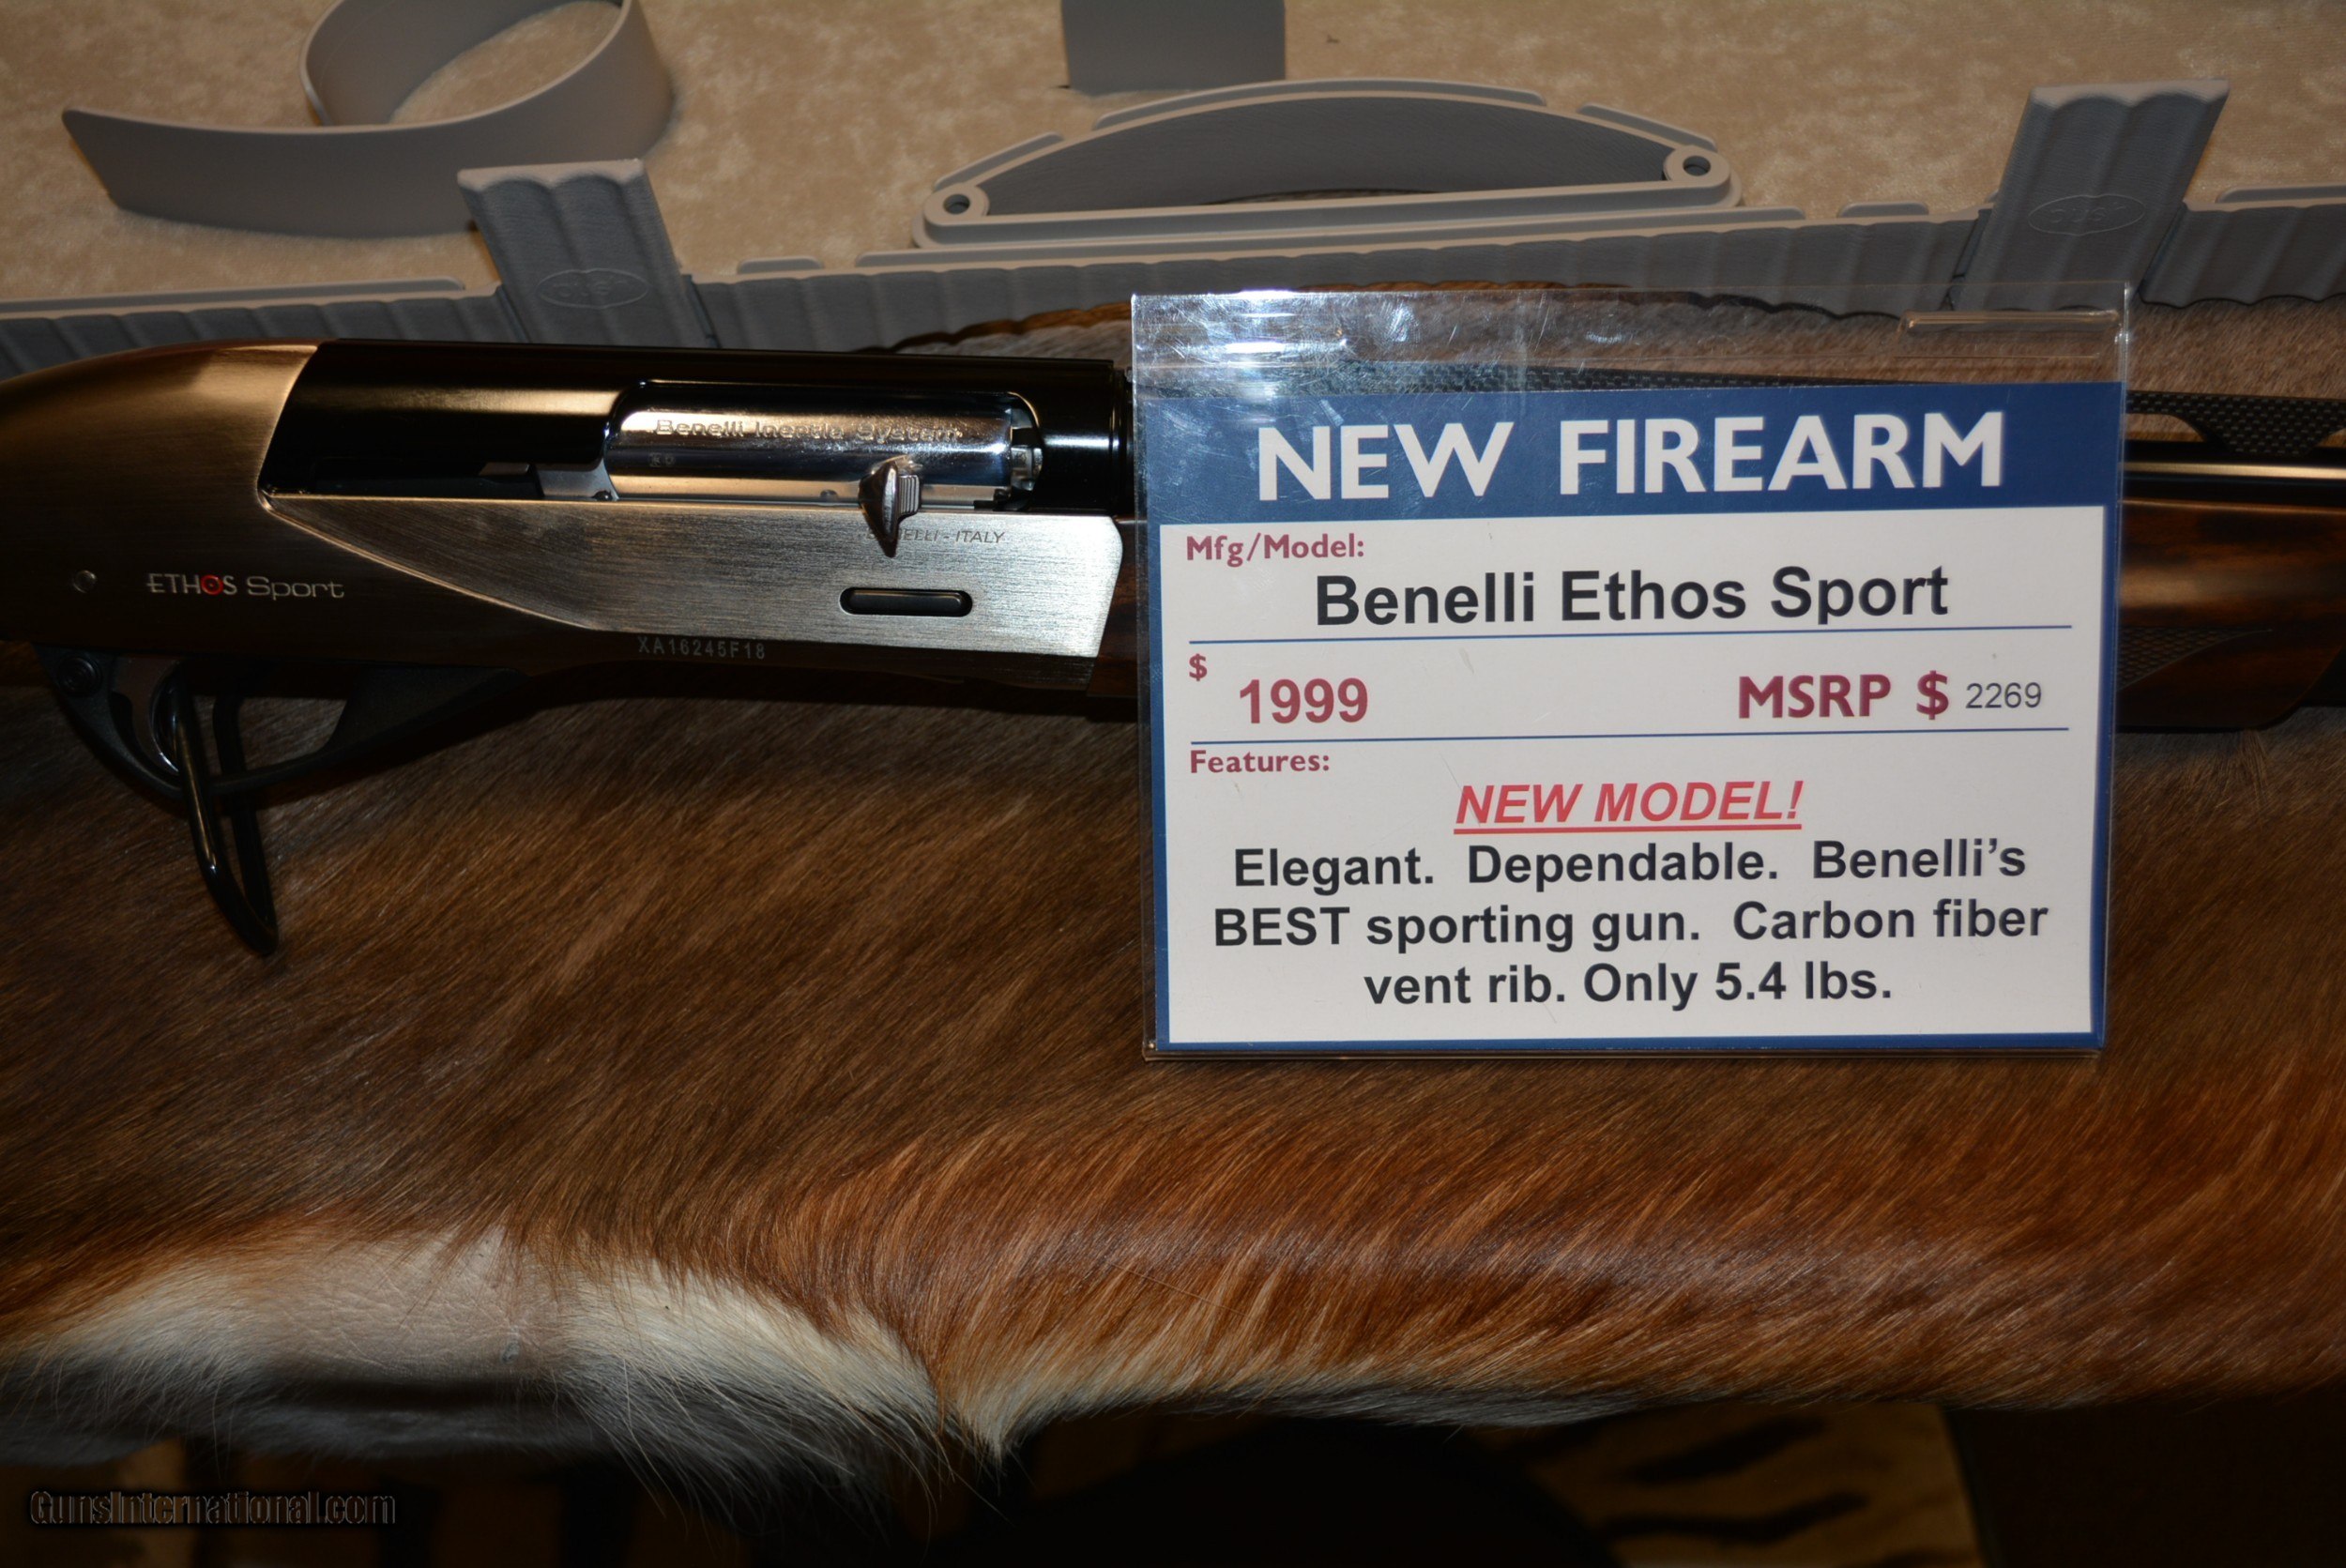 Benelli Inertia System
ELLI - ITALY
ETHOS Sport
XA16245F18
NEW FIREARM
Mfg/Model:
Benelli Ethos Sport
$ 1999 MSRP $ 2269
Features:
NEW MODEL!
Elegant. Dependable. Benelli’s
BEST sporting gun. Carbon fiber
vent rib. Only 5.4 lbs.
GunsInternational.com